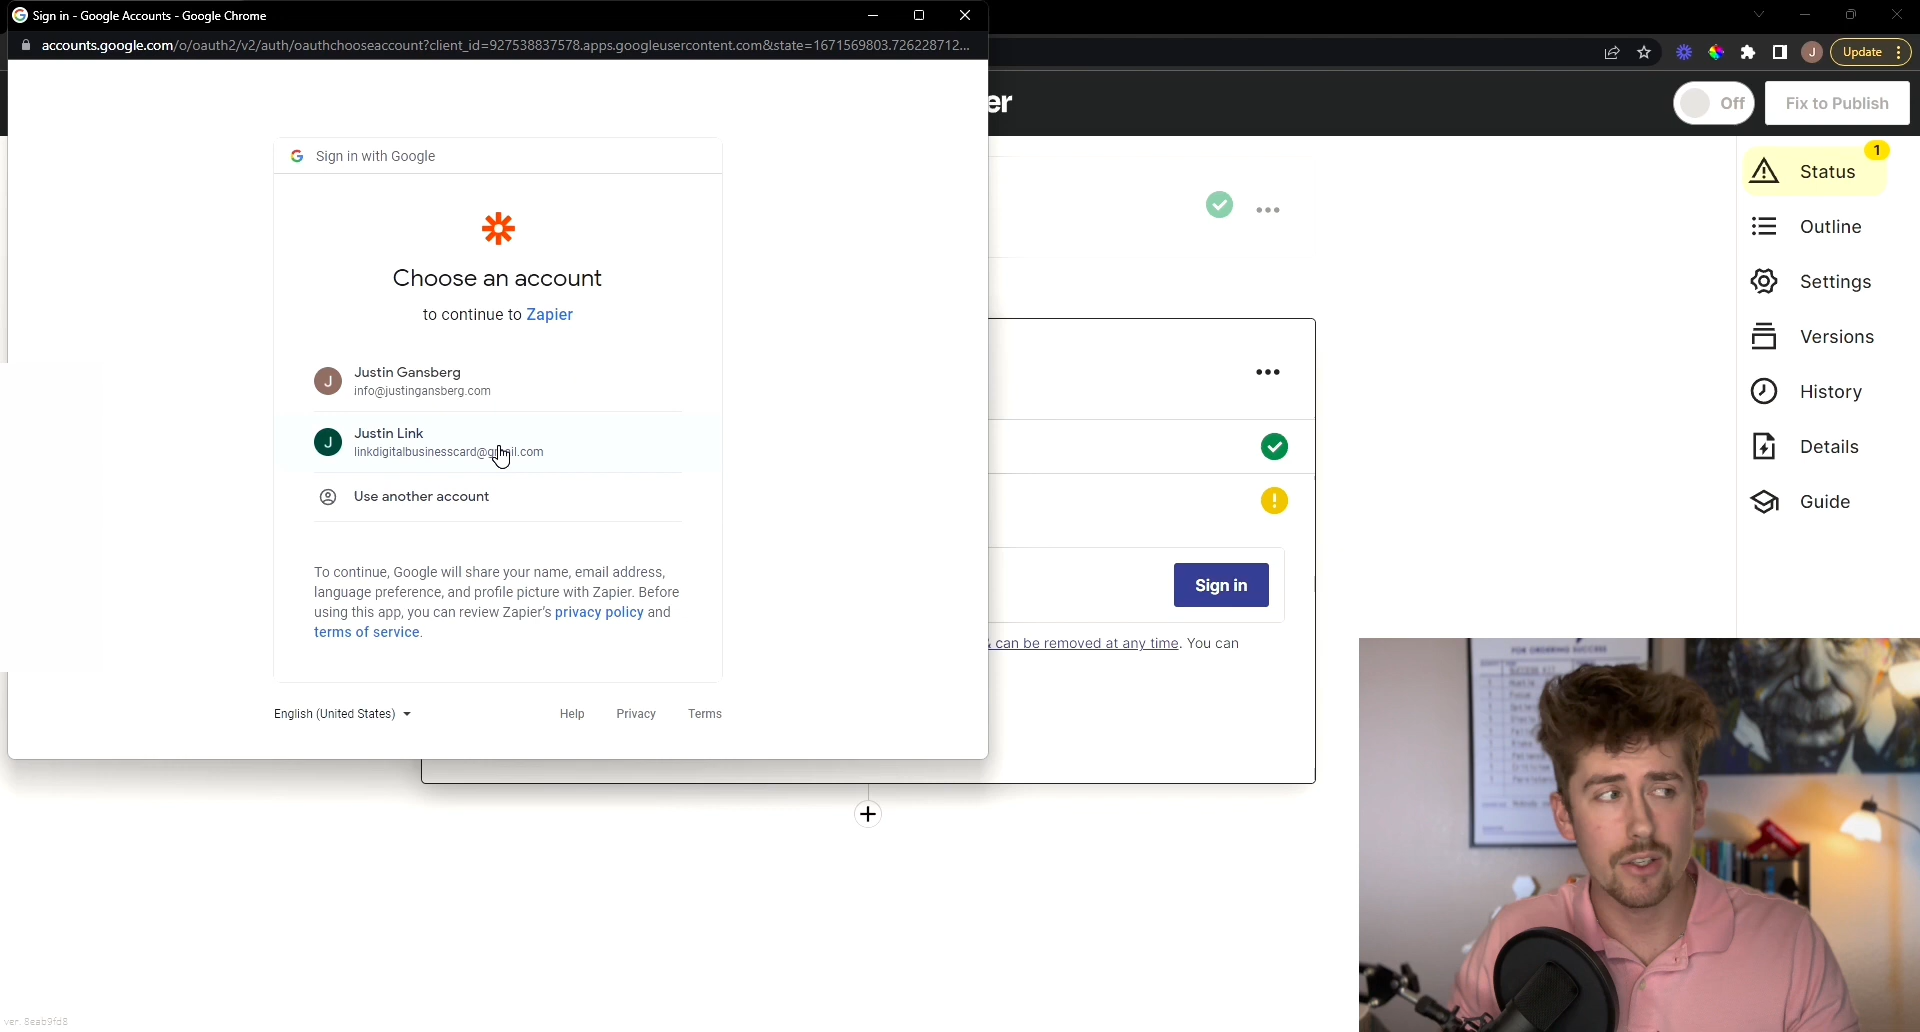 Sign in - Google Accounts - Google Chrome
accounts.google.com/o/oauth2/v2/auth/oauthchooseaccount?client_id=927538837578.apps.googleusercontent.com&state=1671569803.726228712...
Update
er
Off
Fix to Publish
Sign in with Google
Choose an account
to continue to Zapier
J
Justin Gansberg
info@justingansberg.com
J
Justin Link
linkdigitalbusinesscard@gmail.com
Use another account
To continue, Google will share your name, email address,
language preference, and profile picture with Zapier. Before
using this app, you can review Zapier's privacy policy and
terms of service.
English (United States)
Help
Privacy
Terms
Sign in
can be removed at any time. You can
1
Status
Outline
Settings
Versions
History
Details
Guide
J
FOR ORDERING SUCCESS
ver. 8eab9fd8